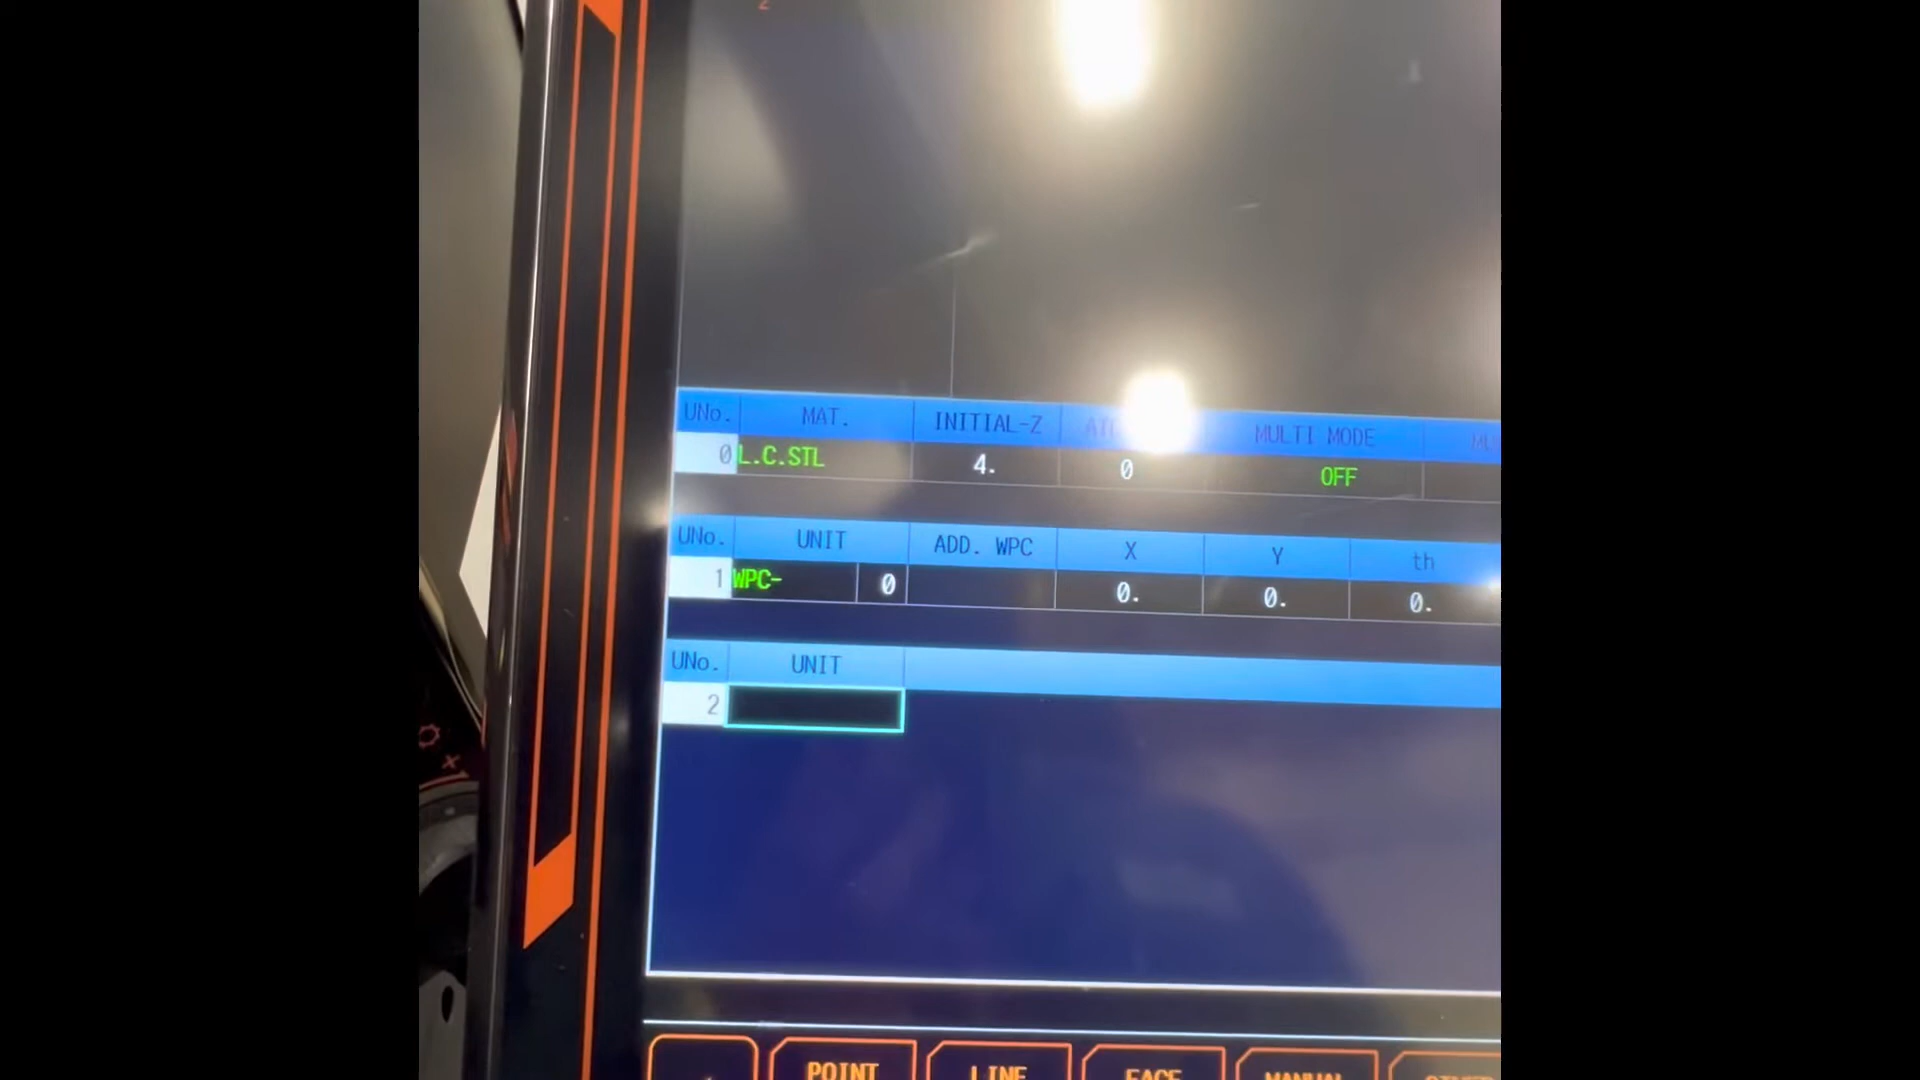 UNo. MAT. INITIAL-Z MULTI MODE
0 L.C.STL 4. 0 OFF
UNo. UNIT ADD. WPC X Y th
1 WPC- 0 0. 0. 0.
UNo. UNIT
2
POINT LINE FACE MANUAL